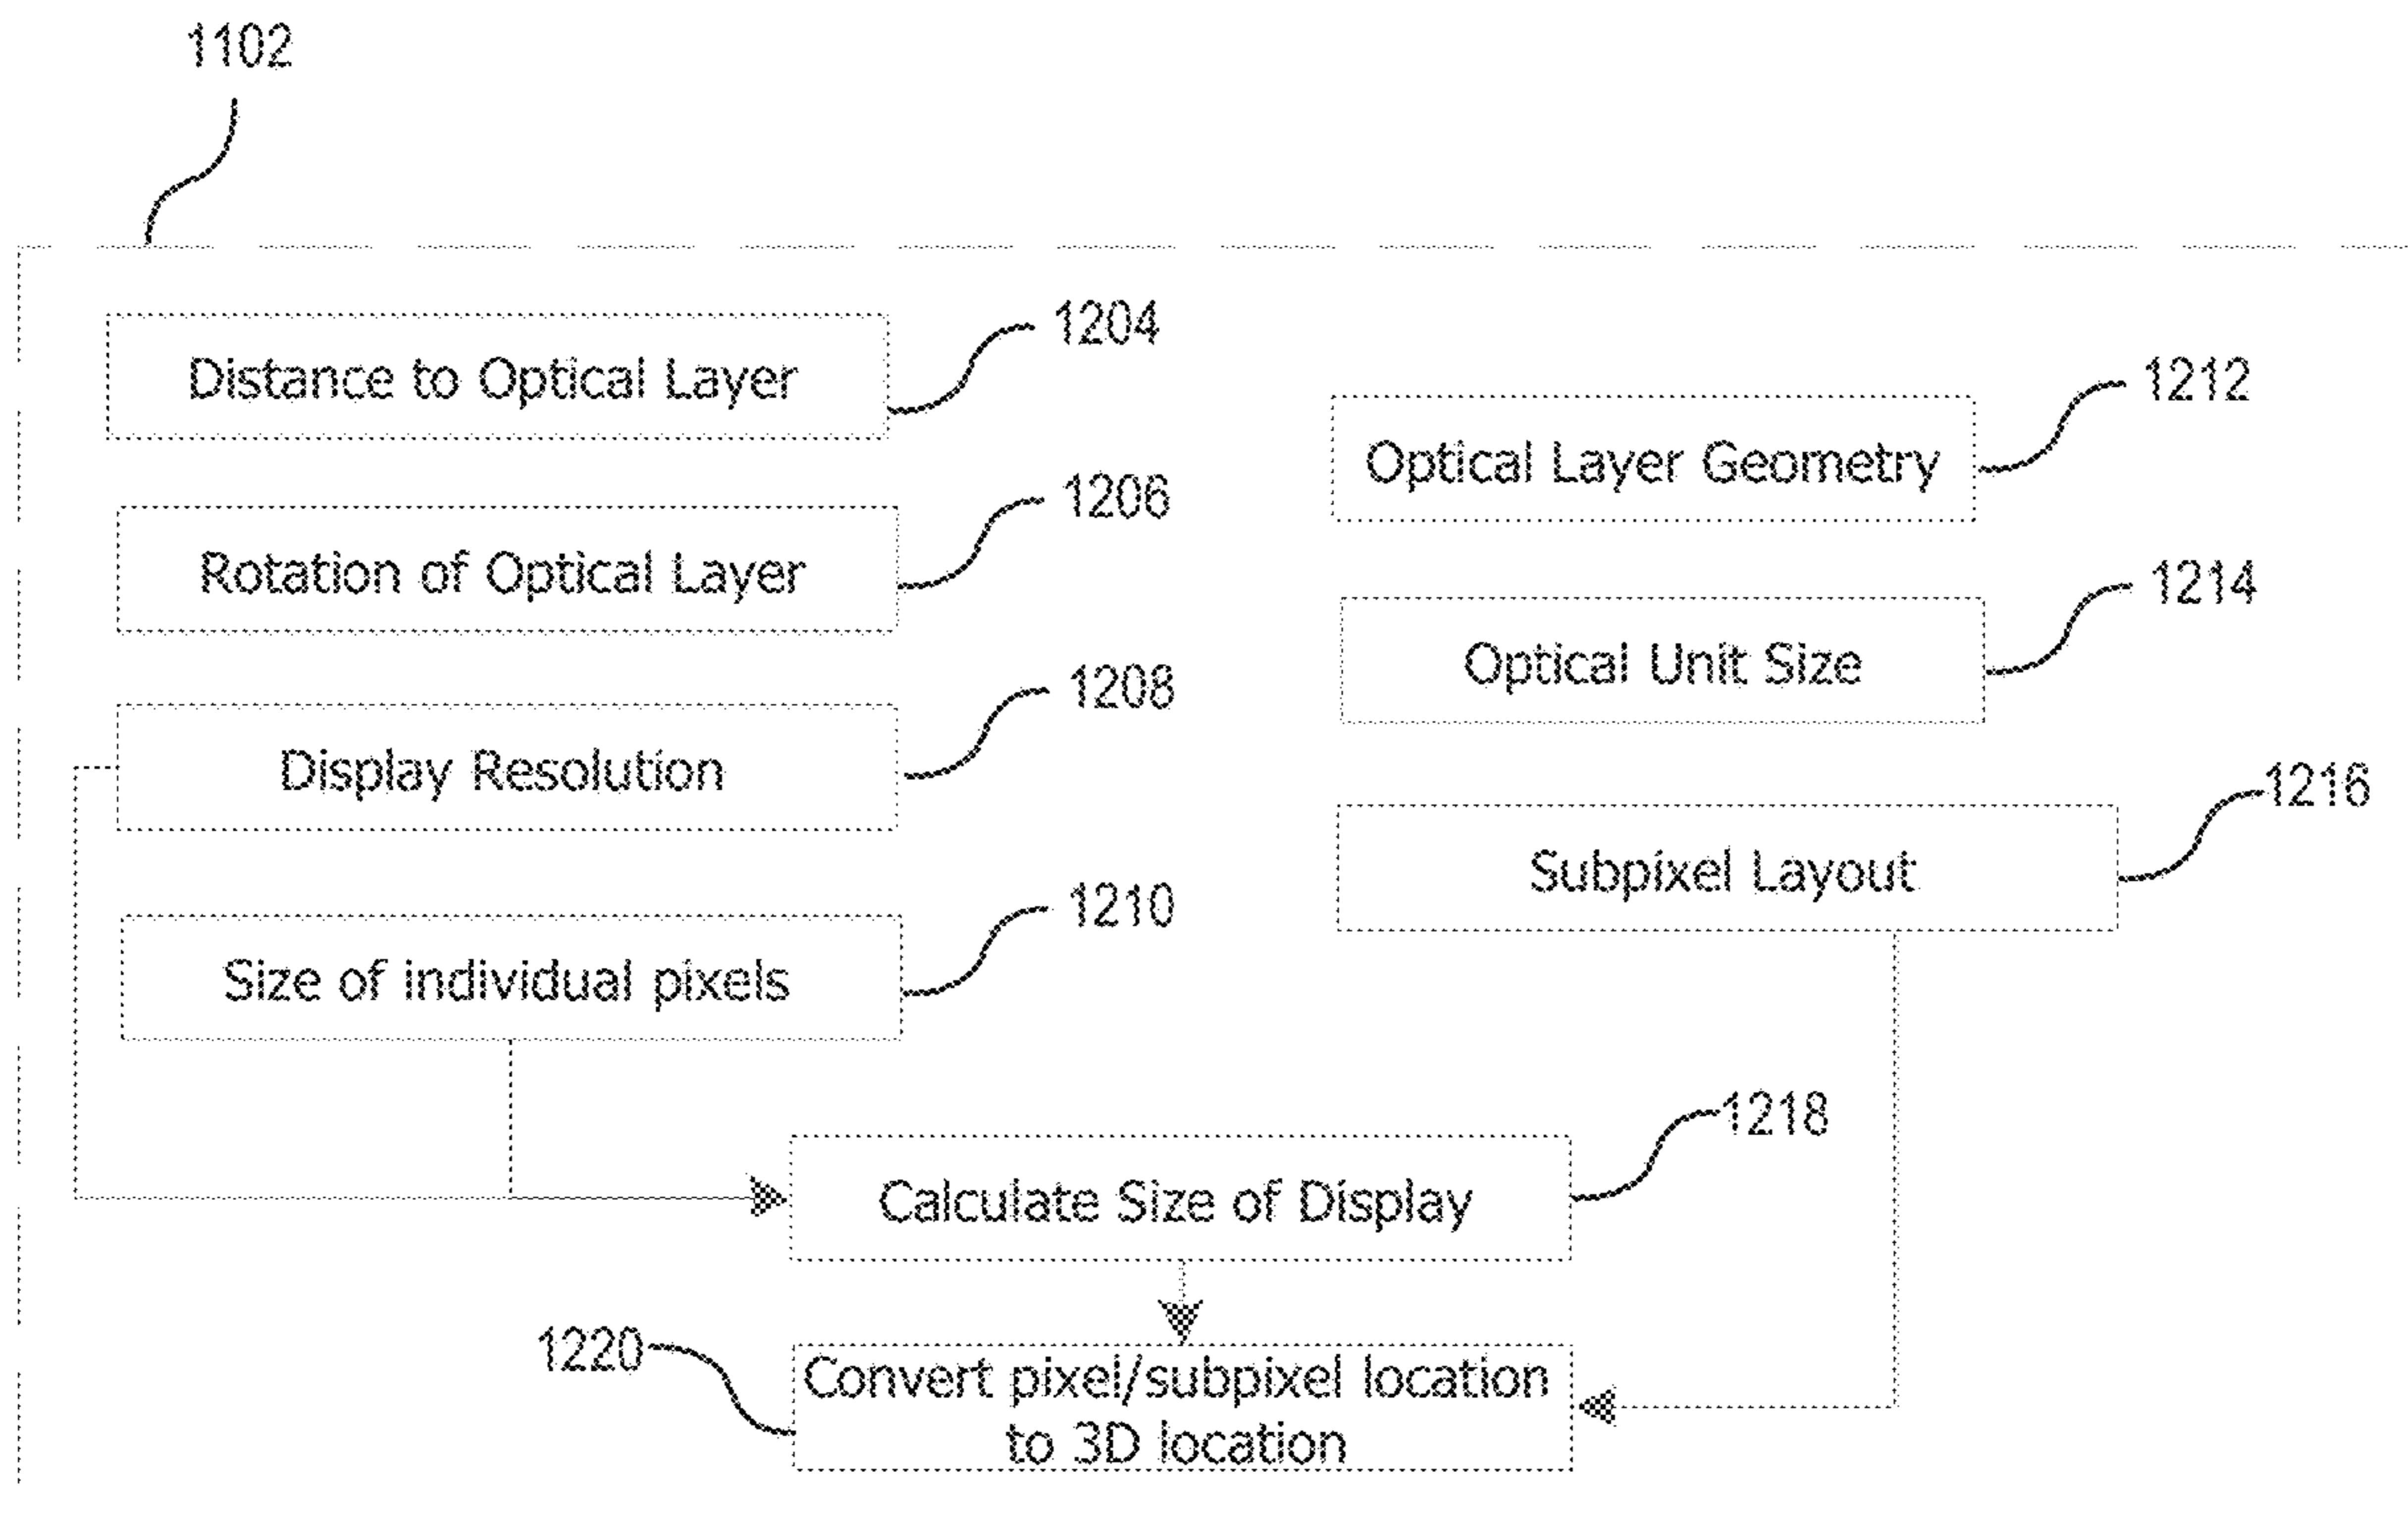 1102
Distance to Optical Layer
1204
Rotation of Optical Layer
1206
Display Resolution
1208
Size of individual pixels
1210
Optical Layer Geometry
1212
Optical Unit Size
1214
Subpixel Layout
1216
Calculate Size of Display
1218
1220
Convert pixel/subpixel location
to 3D location